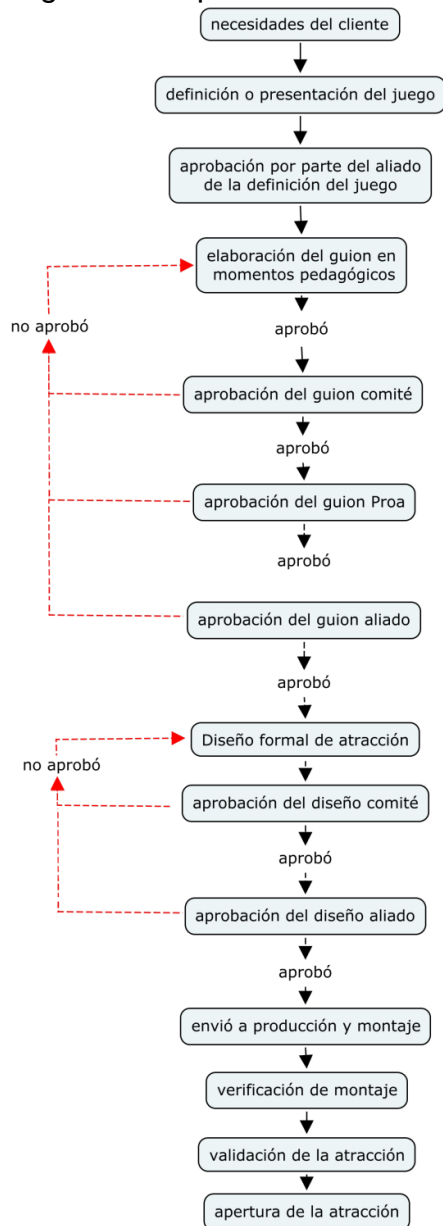 necesidades del cliente
definición o presentación del juego
aprobación por parte del aliado
de la definición del juego
elaboración del guion en
momentos pedagógicos
no aprobó
aprobó
aprobación del guion comité
aprobó
aprobación del guion Proa
aprobó
aprobación del guion aliado
aprobó
Diseño formal de atracción
no aprobó
aprobación del diseño comité
aprobó
aprobación del diseño aliado
aprobó
envió a producción y montaje
verificación de montaje
validación de la atracción
apertura de la atracción